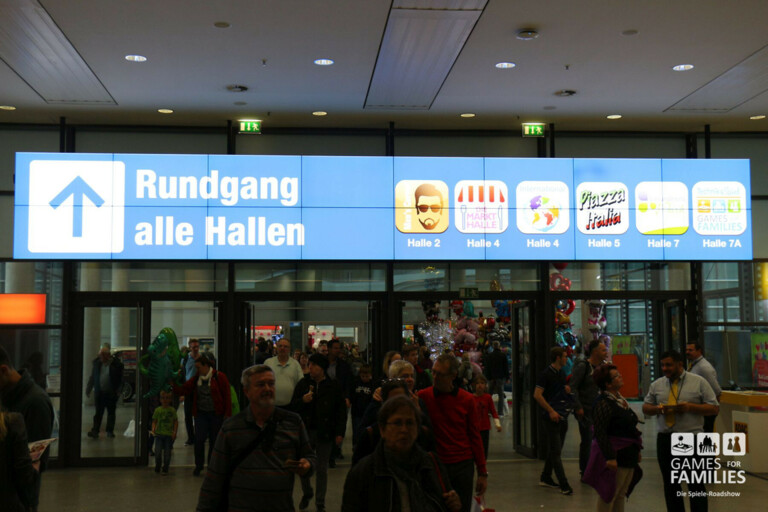 Rundgang
alle Hallen
MARKT
HALLE
Piazza
Italia
GAMES
FAMILIES
Halle 2
Halle 4
Halle 4
Halle 5
Halle 7
Halle 7A
GAMES FOR
FAMILIES
Die Spiele-Roadshow